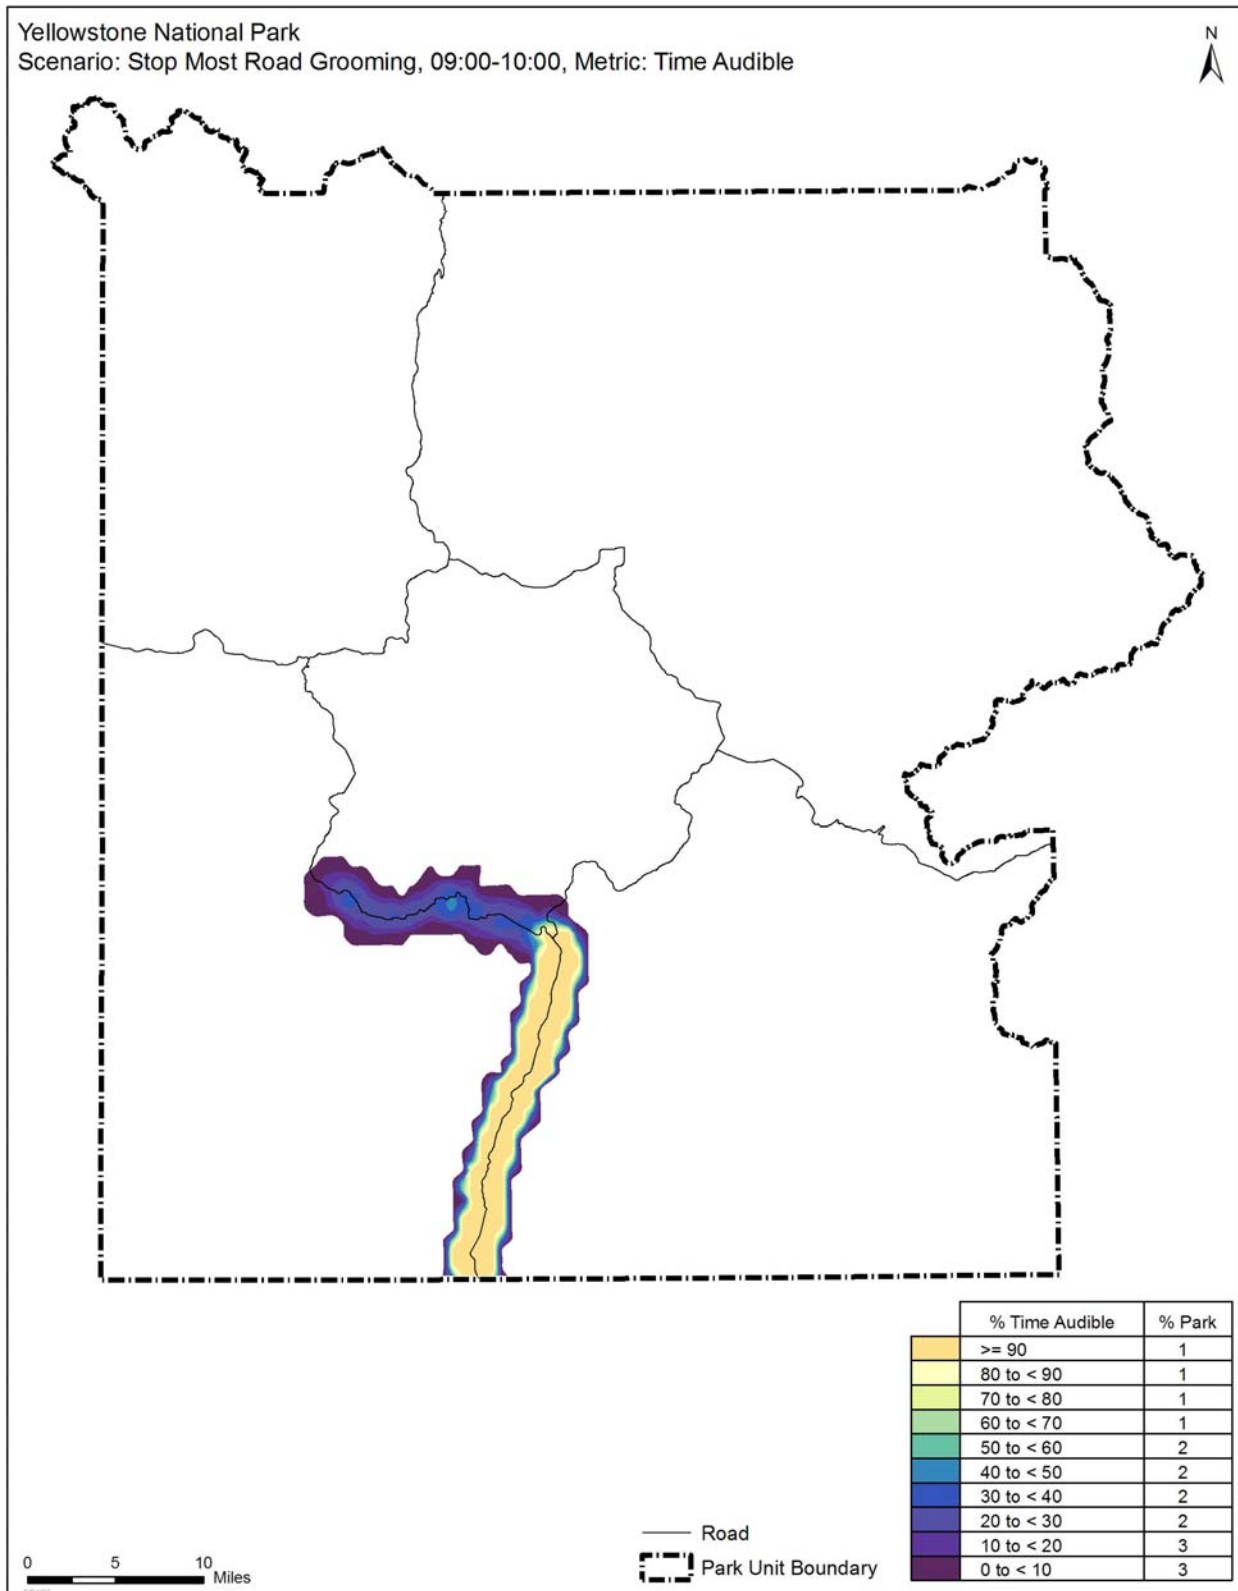 Yellowstone National Park
Scenario: Stop Most Road Grooming, 09:00-10:00, Metric: Time Audible
N
% Time Audible % Park
>= 90 1
80 to < 90 1
70 to < 80 1
60 to < 70 1
50 to < 60 2
40 to < 50 2
30 to < 40 2
20 to < 30 2
10 to < 20 3
0 to < 10 3
Road
Park Unit Boundary
0 5 10
Miles